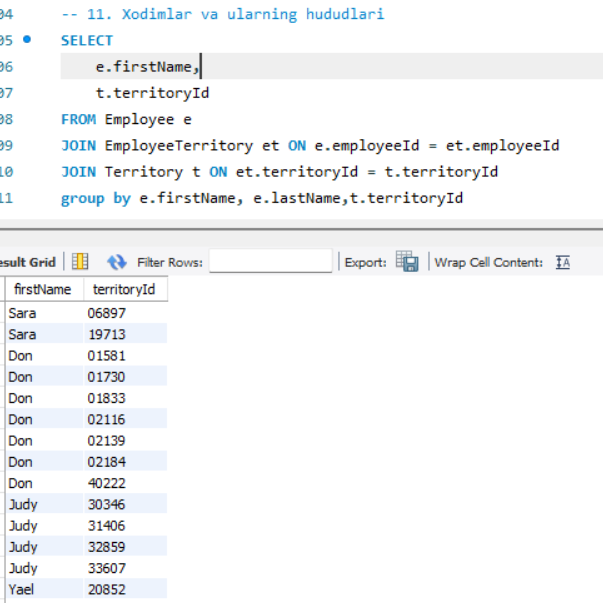 04 -- 11. Xodimlar va ularning hududlari
05 SELECT
06 e.firstName,
07 t.territoryId
08 FROM Employee e
09 JOIN EmployeeTerritory et ON e.employeeId = et.employeeId
10 JOIN Territory t ON et.territoryId = t.territoryId
11 group by e.firstName, e.lastName,t.territoryId
esult Grid Filter Rows: Export: Wrap Cell Content: IA
firstName territoryId
Sara 06897
Sara 19713
Don 01581
Don 01730
Don 01833
Don 02116
Don 02139
Don 02184
Don 40222
Judy 30346
Judy 31406
Judy 32859
Judy 33607
Yael 20852